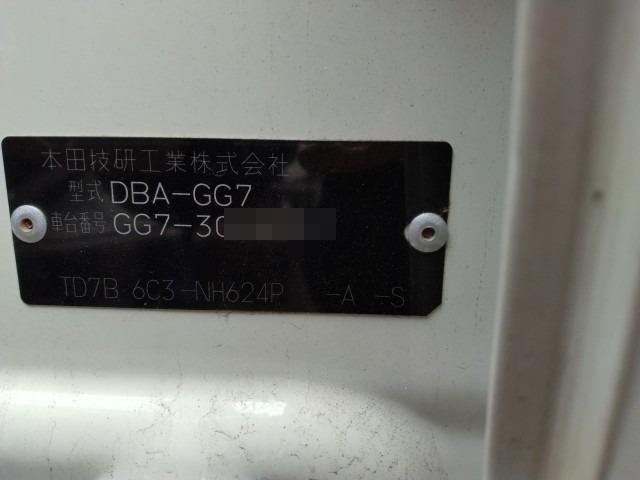 本田技研工業株式会社
型式 DBA-GG7
車台番号 GG7-30
TD7B 6C3-NH624P -A -S